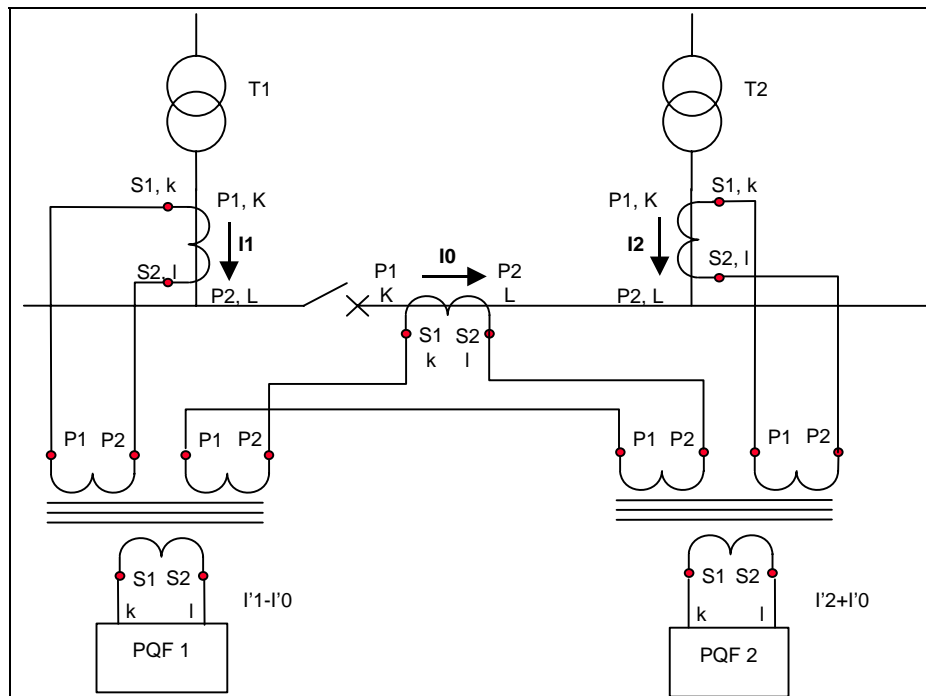 T1
T2
S1, k
P1, K
P1, K
S1, k
I1
I0
I2
P1
P2
S2, l
S2, l
P2, L
K
L
P2, L
S1
S2
k
l
P1
P2
P1
P2
P1
P2
P1
P2
S1
S2
S1
S2
k
l
I'1-I'0
k
l
I'2+I'0
PQF 1
PQF 2